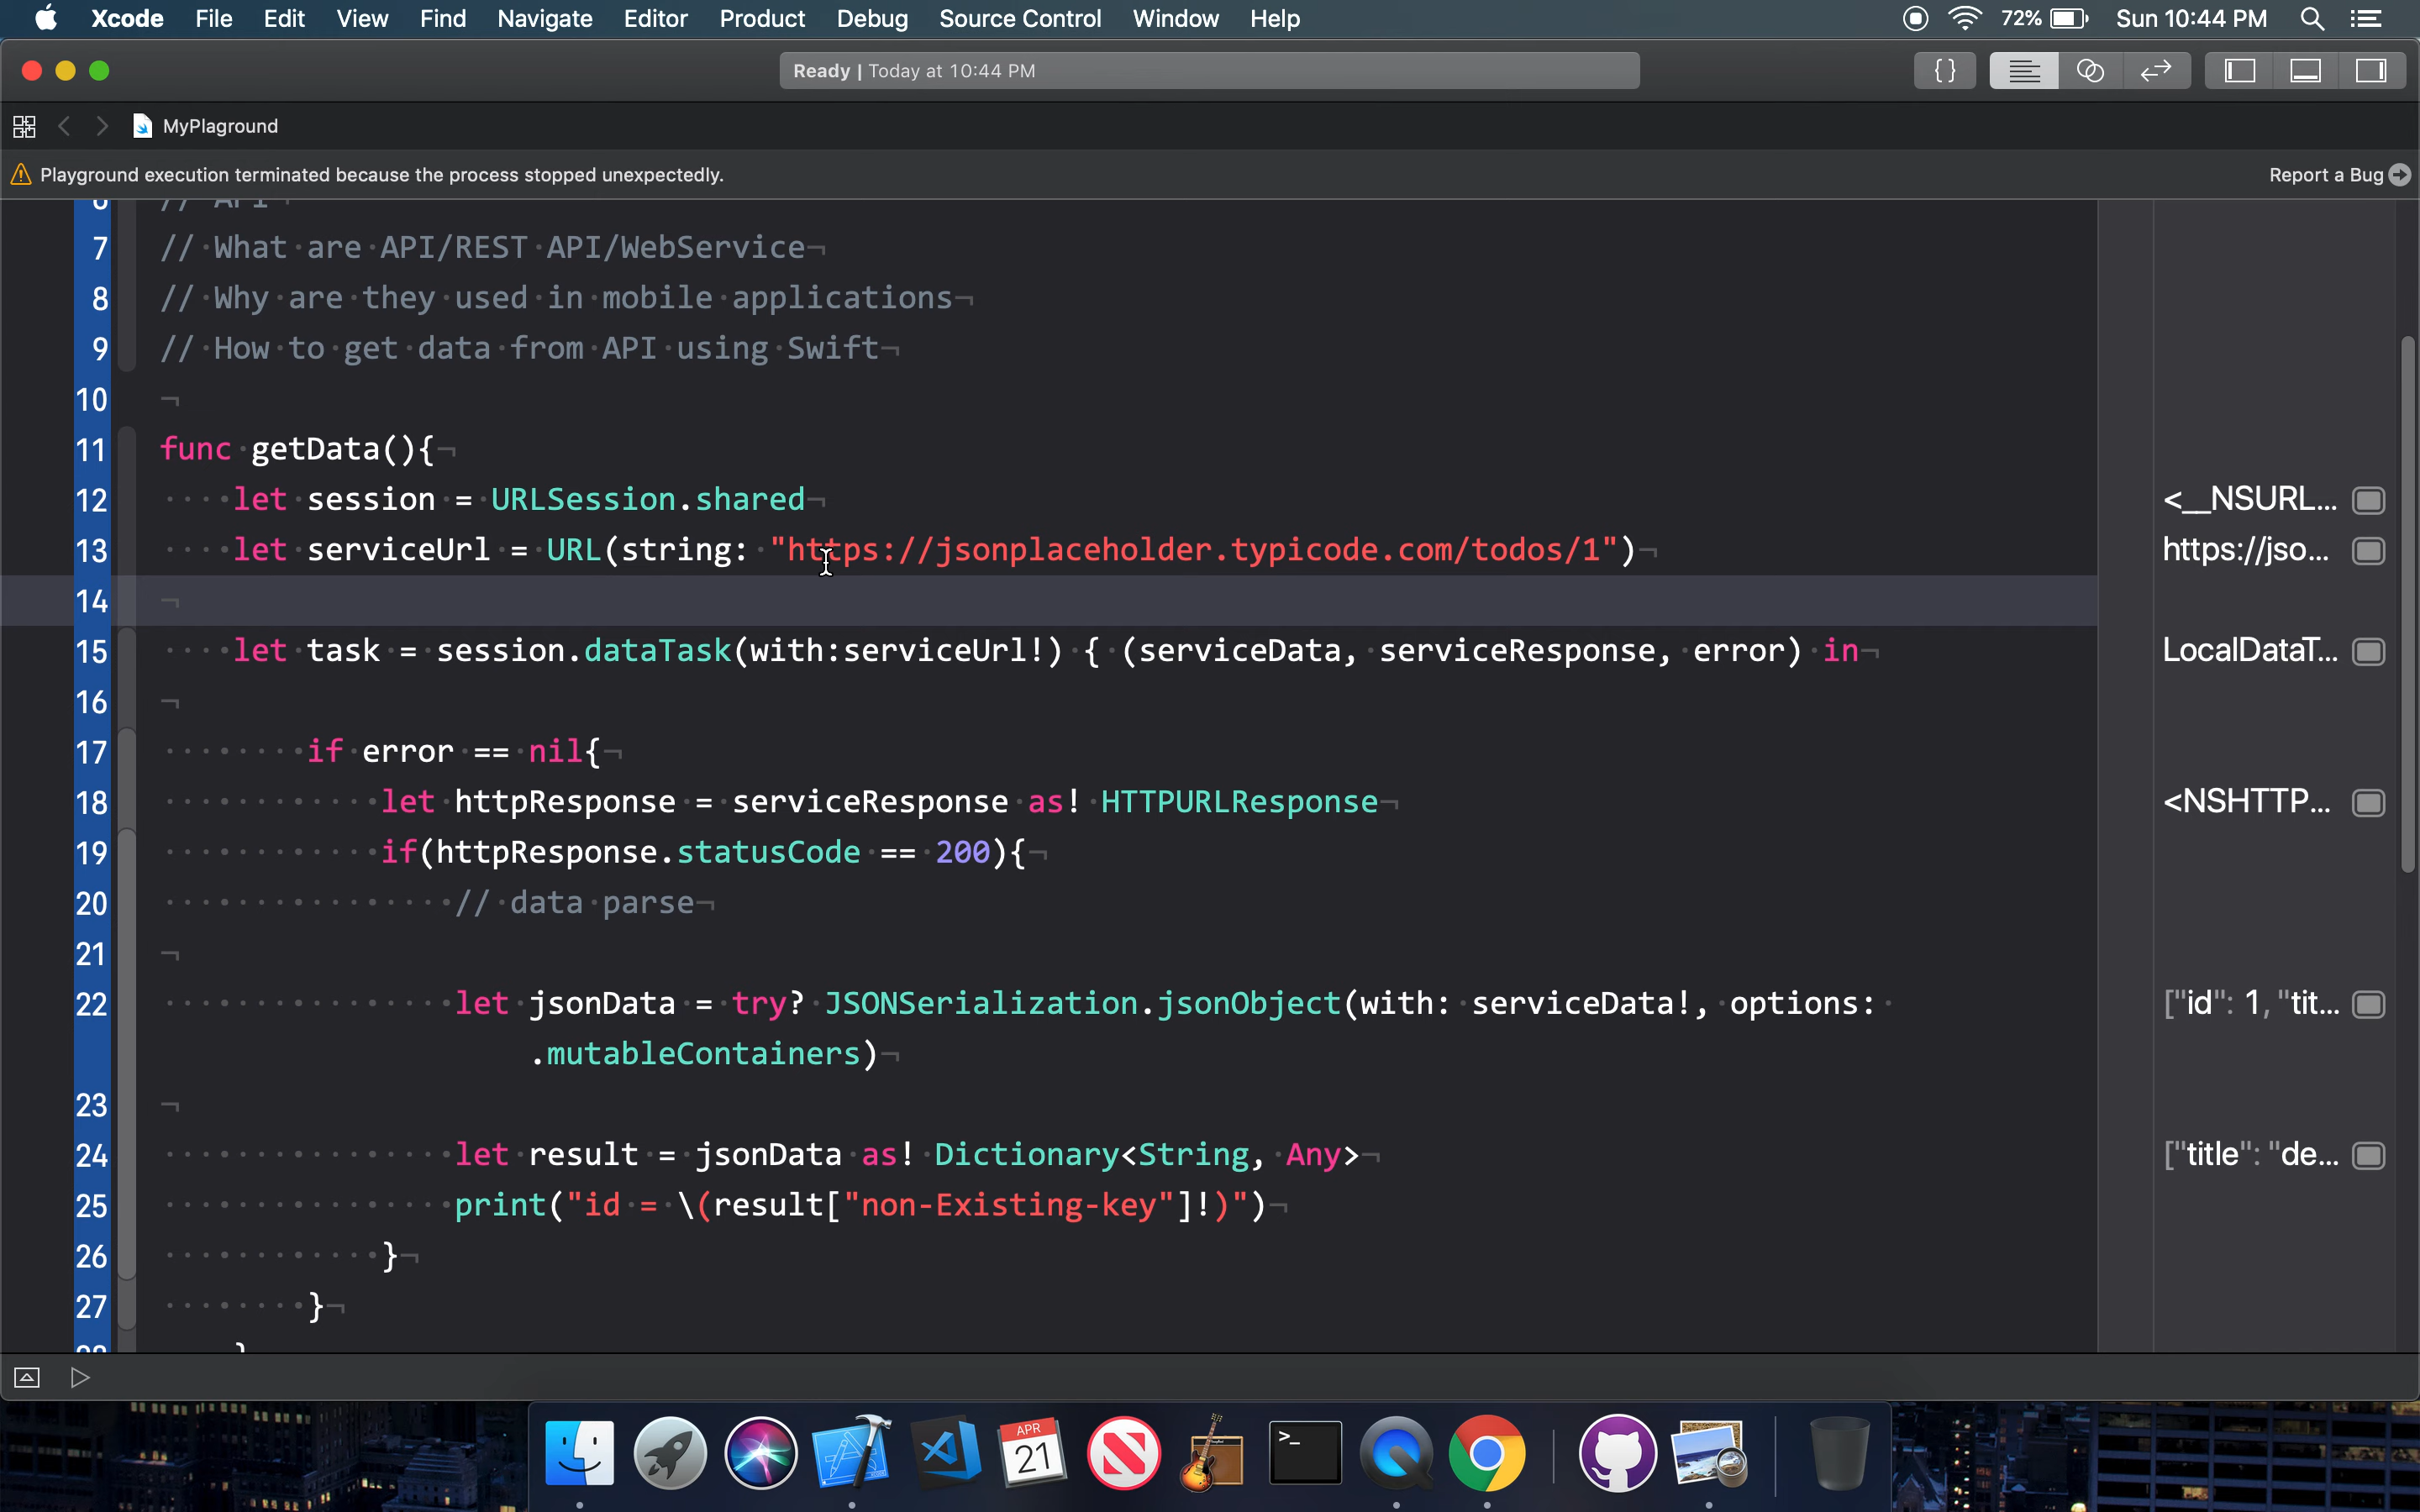 Xcode File Edit View Find Navigate Editor Product Debug Source Control Window Help 72% Sun 10:44 PM
Ready | Today at 10:44 PM {}
MyPlaground
Playground execution terminated because the process stopped unexpectedly. Report a Bug
6 // API
7 // What are API/REST API/WebService
8 // Why are they used in mobile applications
9 // How to get data from API using Swift
10
11 func getData(){
12 let session = URLSession.shared <__NSURL...
13 let serviceUrl = URL(string: "https://jsonplaceholder.typicode.com/todos/1") https://jso...
14
15 let task = session.dataTask(with:serviceUrl!) { (serviceData, serviceResponse, error) in LocalDataT...
16
17 if error == nil{
18 let httpResponse = serviceResponse as! HTTPURLResponse <NSHTTP...
19 if(httpResponse.statusCode == 200){
20 // data parse
21
22 let jsonData = try? JSONSerialization.jsonObject(with: serviceData!, options: ["id": 1, "tit...
.mutableContainers)
23
24 let result = jsonData as! Dictionary<String, Any> ["title": "de...
25 print("id = \(result["non-Existing-key"]!)")
26 }
27 }
28 }
APR
21
>_